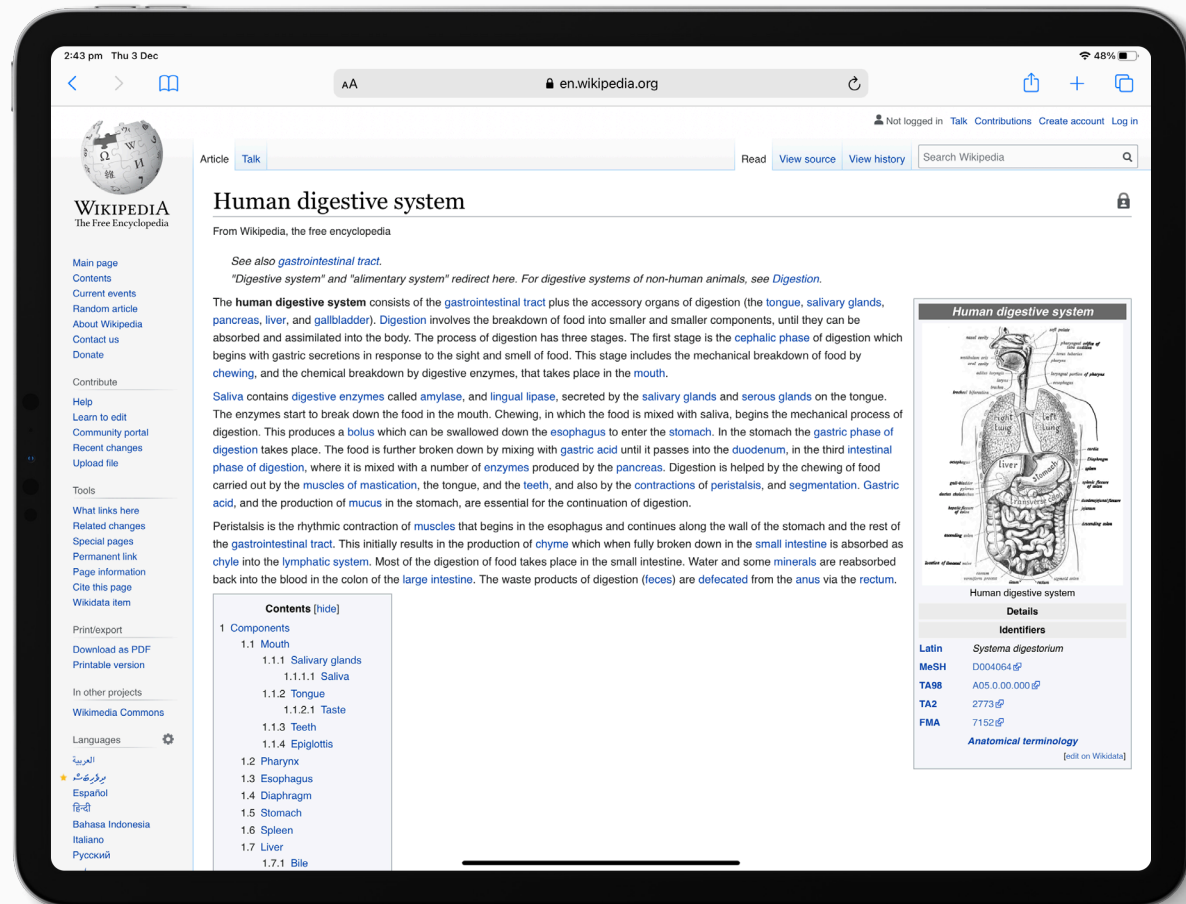 2:43 pm Thu 3 Dec
48%
AA
en.wikipedia.org
Not logged in Talk Contributions Create account Log in
Article Talk
Read View source View history Search Wikipedia
WIKIPEDIA
The Free Encyclopedia
Main page
Contents
Current events
Random article
About Wikipedia
Contact us
Donate
Contribute
Help
Learn to edit
Community portal
Recent changes
Upload file
Tools
What links here
Related changes
Special pages
Permanent link
Page information
Cite this page
Wikidata item
Print/export
Download as PDF
Printable version
In other projects
Wikimedia Commons
Languages
العربية
Español
हिन्दी
Bahasa Indonesia
Italiano
Русский
Human digestive system
From Wikipedia, the free encyclopedia
See also gastrointestinal tract.
"Digestive system" and "alimentary system" redirect here. For digestive systems of non-human animals, see Digestion.
The human digestive system consists of the gastrointestinal tract plus the accessory organs of digestion (the tongue, salivary glands,
pancreas, liver, and gallbladder). Digestion involves the breakdown of food into smaller and smaller components, until they can be
absorbed and assimilated into the body. The process of digestion has three stages. The first stage is the cephalic phase of digestion which
begins with gastric secretions in response to the sight and smell of food. This stage includes the mechanical breakdown of food by
chewing, and the chemical breakdown by digestive enzymes, that takes place in the mouth.
Saliva contains digestive enzymes called amylase, and lingual lipase, secreted by the salivary glands and serous glands on the tongue.
The enzymes start to break down the food in the mouth. Chewing, in which the food is mixed with saliva, begins the mechanical process of
digestion. This produces a bolus which can be swallowed down the esophagus to enter the stomach. In the stomach the gastric phase of
digestion takes place. The food is further broken down by mixing with gastric acid until it passes into the duodenum, in the third intestinal
phase of digestion, where it is mixed with a number of enzymes produced by the pancreas. Digestion is helped by the chewing of food
carried out by the muscles of mastication, the tongue, and the teeth, and also by the contractions of peristalsis, and segmentation. Gastric
acid, and the production of mucus in the stomach, are essential for the continuation of digestion.
Peristalsis is the rhythmic contraction of muscles that begins in the esophagus and continues along the wall of the stomach and the rest of
the gastrointestinal tract. This initially results in the production of chyme which when fully broken down in the small intestine is absorbed as
chyle into the lymphatic system. Most of the digestion of food takes place in the small intestine. Water and some minerals are reabsorbed
back into the blood in the colon of the large intestine. The waste products of digestion (feces) are defecated from the anus via the rectum.
Contents [hide]
1 Components
1.1 Mouth
1.1.1 Salivary glands
1.1.1.1 Saliva
1.1.2 Tongue
1.1.2.1 Taste
1.1.3 Teeth
1.1.4 Epiglottis
1.2 Pharynx
1.3 Esophagus
1.4 Diaphragm
1.5 Stomach
1.6 Spleen
1.7 Liver
1.7.1 Bile
Human digestive system
soft palate
nasal cavity
pharynx
laryngeal portion of pharynx
esophagus
right lung
left lung
Diaphragm
spleen
liver
Stomach
Transverse Colon
ascending colon
rectum
Human digestive system
Details
Identifiers
Latin Systema digestorium
MeSH D004064
TA98 A05.0.00.000
TA2 2773
FMA 7152
Anatomical terminology
[edit on Wikidata]